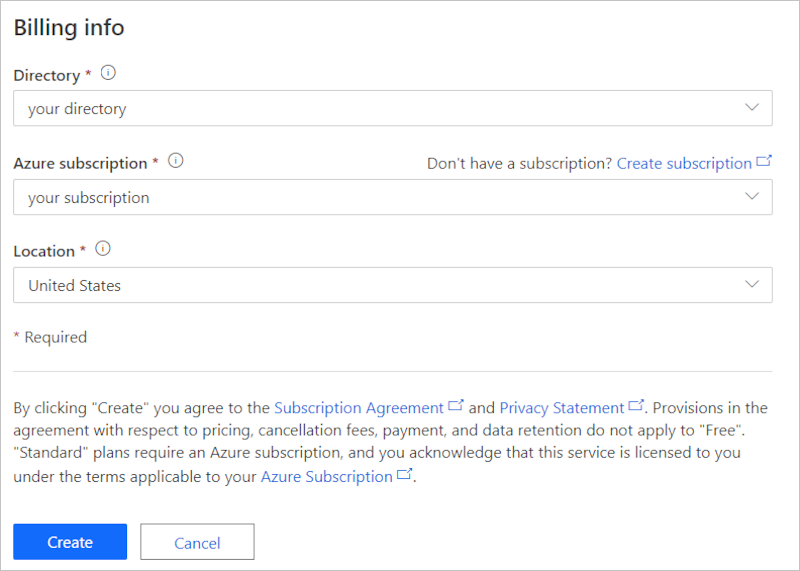 Billing info
Directory *
your directory
Azure subscription *
Don't have a subscription? Create subscription
your subscription
Location *
United States
* Required
By clicking "Create" you agree to the Subscription Agreement and Privacy Statement. Provisions in the
agreement with respect to pricing, cancellation fees, payment, and data retention do not apply to "Free".
"Standard" plans require an Azure subscription, and you acknowledge that this service is licensed to you
under the terms applicable to your Azure Subscription.
Create
Cancel